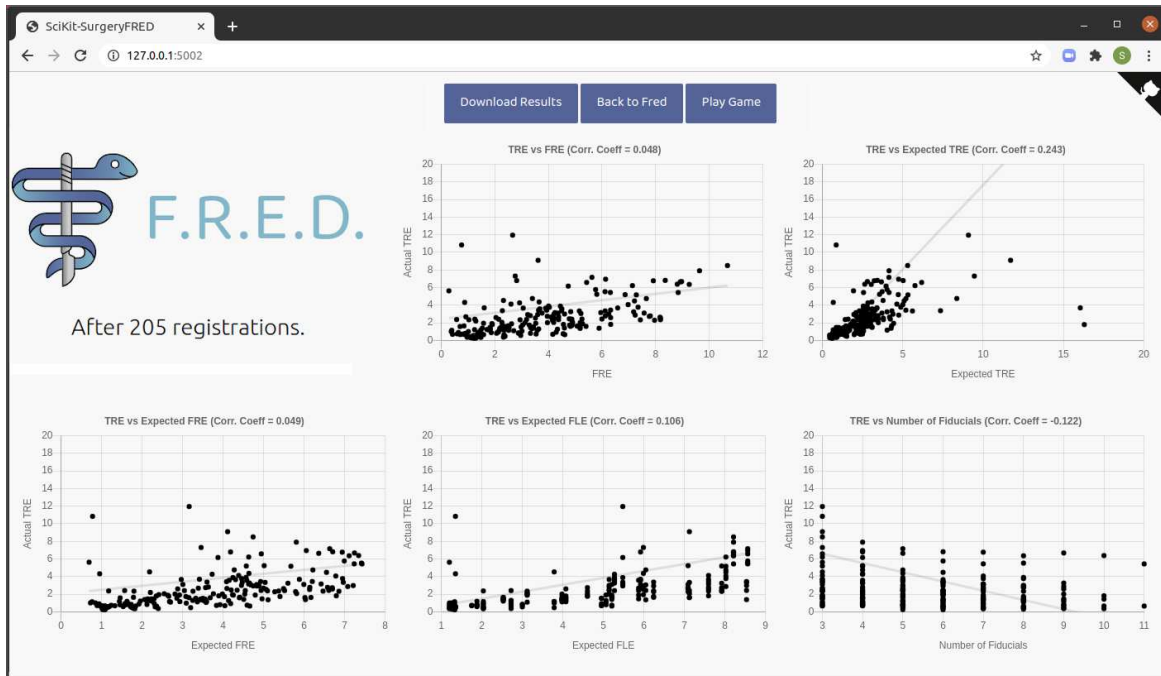 SciKit-SurgeryFRED
127.0.0.1:5002
S
Download Results
Back to Fred
Play Game
F.R.E.D.
After 205 registrations.
TRE vs FRE (Corr. Coeff = 0.048)
20
18
16
14
12
10
8
6
4
2
0
Actual TRE
0 2 4 6 8 10 12
FRE
TRE vs Expected TRE (Corr. Coeff = 0.243)
20
18
16
14
12
10
8
6
4
2
0
Actual TRE
0 5 10 15 20
Expected TRE
TRE vs Expected FRE (Corr. Coeff = 0.049)
20
18
16
14
12
10
8
6
4
2
0
Actual TRE
0 1 2 3 4 5 6 7 8
Expected FRE
TRE vs Expected FLE (Corr. Coeff = 0.106)
20
18
16
14
12
10
8
6
4
2
0
Actual TRE
1 2 3 4 5 6 7 8 9
Expected FLE
TRE vs Number of Fiducials (Corr. Coeff = -0.122)
20
18
16
14
12
10
8
6
4
2
0
Actual TRE
3 4 5 6 7 8 9 10 11
Number of Fiducials